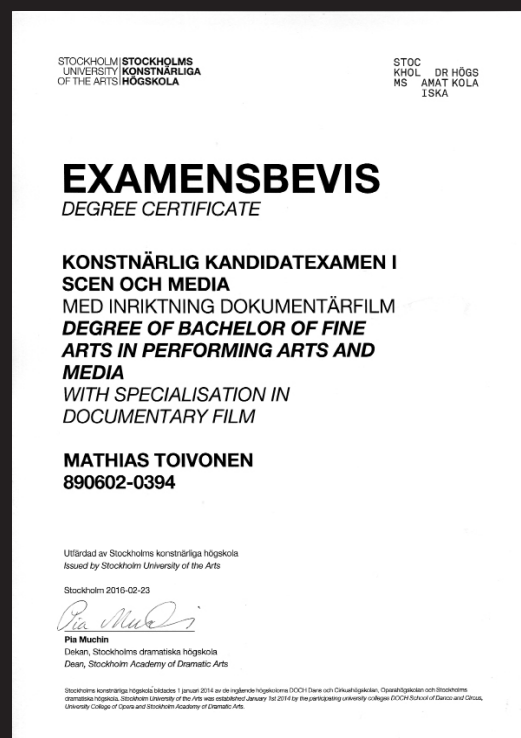 STOCKHOLM STOCKHOLMS
UNIVERSITY KONSTNÄRLIGA
OF THE ARTS HÖGSKOLA
STOC
KHOL DR HÖGS
MS AMAT KOLA
ISKA
EXAMENSBEVIS
DEGREE CERTIFICATE
KONSTNÄRLIG KANDIDATEXAMEN I
SCEN OCH MEDIA
MED INRIKTNING DOKUMENTÄRFILM
DEGREE OF BACHELOR OF FINE
ARTS IN PERFORMING ARTS AND
MEDIA
WITH SPECIALISATION IN
DOCUMENTARY FILM
MATHIAS TOIVONEN
890602-0394
Utfärdad av Stockholms konstnärliga högskola
Issued by Stockholm University of the Arts
Stockholm 2016-02-23
Pia Muchin
Dekan, Stockholms dramatiska högskola
Dean, Stockholm Academy of Dramatic Arts
Stockholms konstnärliga högskola bildades 1 januari 2014 av de ingående högskolorna DOCH Dans och Cirkushögskolan, Operahögskolan och Stockholms
dramatiska högskola. Stockholm University of the Arts was established January 1st 2014 by the participating university colleges DOCH School of Dance and Circus,
University College of Opera and Stockholm Academy of Dramatic Arts.